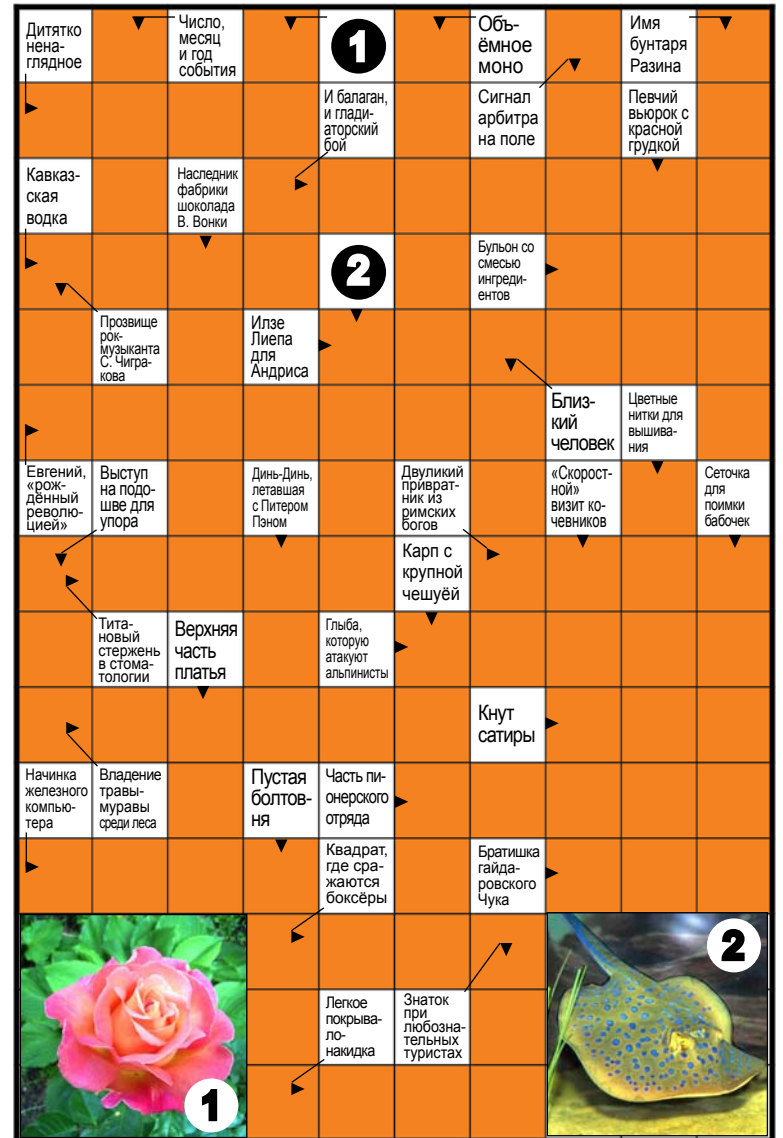 Дитятко
нена-
глядное
Число,
месяц
и год
события
1
Объ-
ёмное
моно
Имя
бунтаря
Разина
И балаган,
и глади-
аторский
бой
Сигнал
арбитра
на поле
Певчий
вьюрок с
красной
грудкой
Кавказ-
ская
водка
Наследник
фабрики
шоколада
В. Вонки
2
Бульон со
смесью
ингреди-
ентов
Прозвище
рок-
музыканта
С. Чигра-
кова
Илзе
Лиепа
для
Андриса
Близ-
кий
человек
Цветные
нитки для
вышива-
ния
Евгений,
«рож-
дённый
револю-
цией»
Выступ
на подо-
шве для
упора
Динь-Динь,
летавшая
с Питером
Пэном
Двуликий
приврат-
ник из
римских
богов
«Скорост-
ной»
визит ко-
чевников
Сеточка
для
поимки
бабочек
Карп с
крупной
чешуёй
Тита-
новый
стержень
в стома-
тологии
Верхняя
часть
платья
Глыба,
которую
атакуют
альпинисты
Кнут
сатиры
Начинка
железного
компью-
тера
Владение
травы-
муравы
среди леса
Пустая
болтов-
ня
Часть пи-
онерского
отряда
Квадрат,
где сра-
жаются
боксёры
Братишка
гайда-
ровского
Чука
2
Легкое
покрыва-
ло-
накидка
Знаток
при
любозна-
тельных
туристах
1